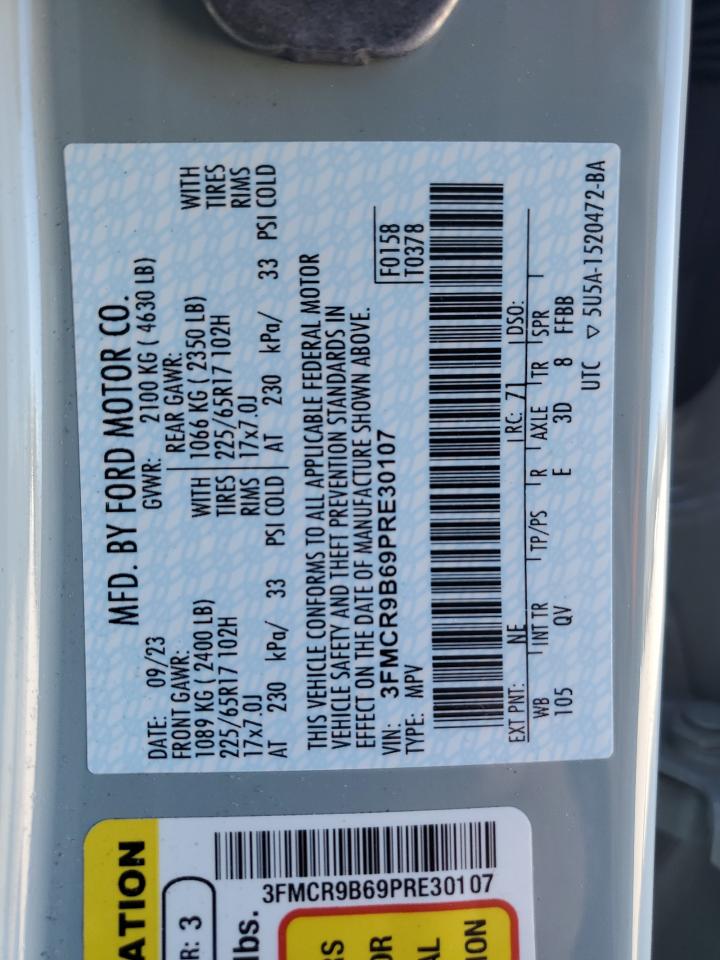 MFD. BY FORD MOTOR CO.
DATE: 09/23 GVWR: 2100 KG ( 4630 LB)
FRONT GAWR: REAR GAWR:
1089 KG (2400 LB) WITH 1066 KG ( 2350 LB) WITH
225/65R17 102H TIRES 225/65R17 102H TIRES
17x7.0J RIMS 17x7.0J RIMS
AT 230 kPa/ 33 PSI COLD AT 230 kPa/ 33 PSI COLD
THIS VEHICLE CONFORMS TO ALL APPLICABLE FEDERAL MOTOR
VEHICLE SAFETY AND THEFT PREVENTION STANDARDS IN
EFFECT ON THE DATE OF MANUFACTURE SHOWN ABOVE.
VIN: 3FMCR9B69PRE30107 F0158
TYPE: MPV T0378
EXT PNT: NE RC: 71 DSO:
WB INT TR TP/PS R AXLE TR SPR
105 QV E 3D 8 FFBB
UTC ▽ 5U5A-1520472-BA
ATION
R: 3
lbs.
3FMCR9B69PRE30107
RS
OR
AL
ION